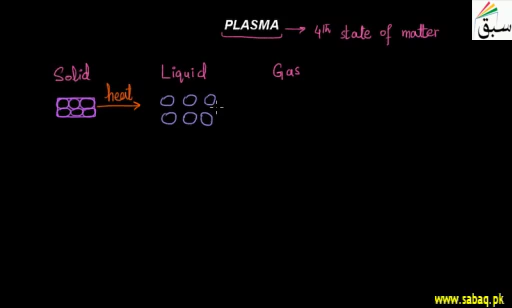 PLASMA → 4th state of matter
سبق
Solid Liquid Gas
heat
www.sabaq.pk